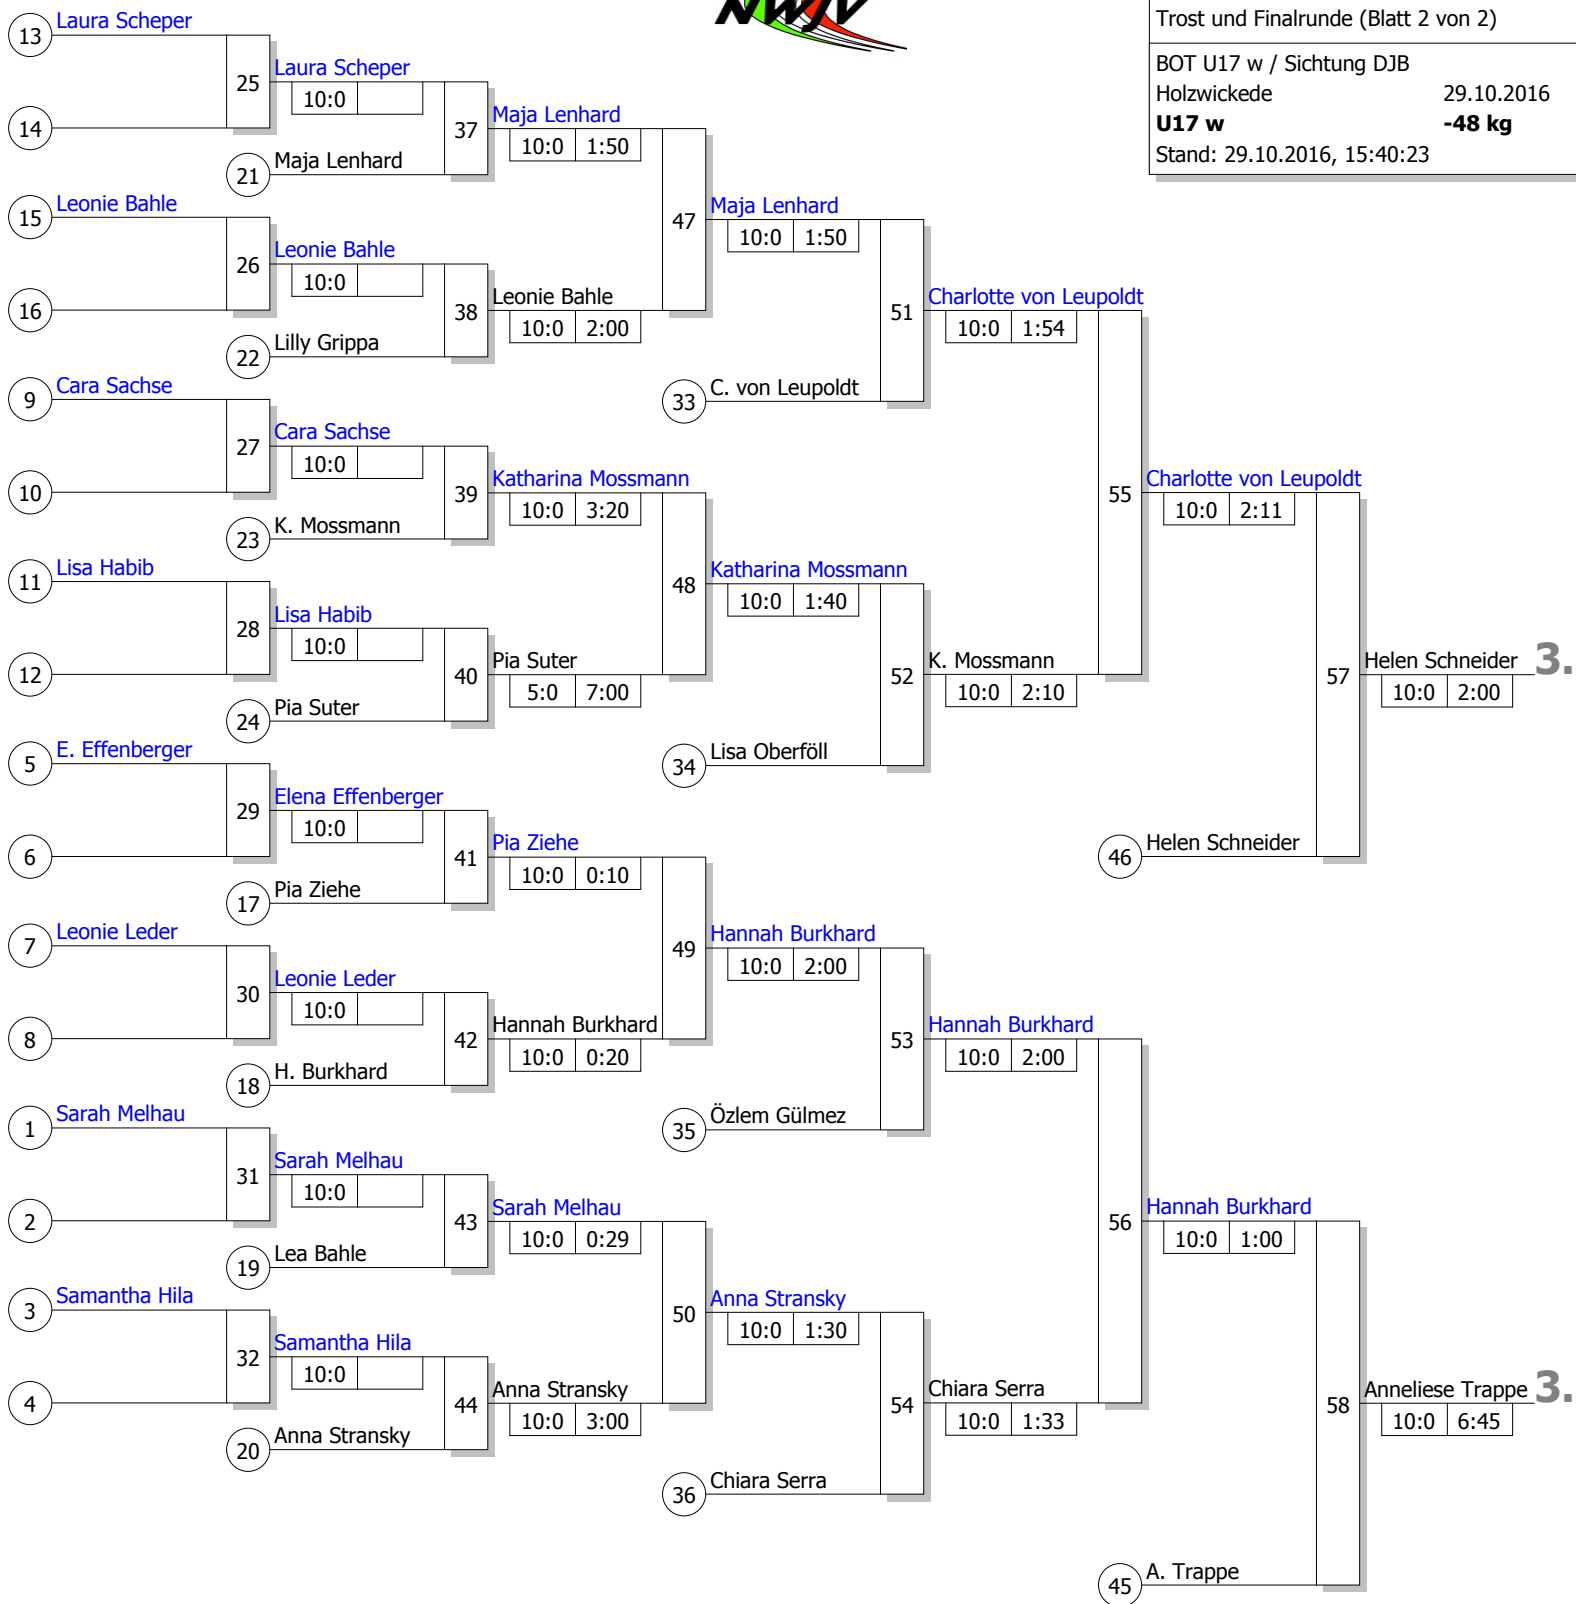 NWJV
Trost und Finalrunde (Blatt 2 von 2)
BOT U17 w / Sichtung DJB
Holzwickede 29.10.2016
U17 w -48 kg
Stand: 29.10.2016, 15:40:23
13 Laura Scheper
14
25 Laura Scheper
10:0
21 Maja Lenhard
37 Maja Lenhard
10:0 1:50
15 Leonie Bahle
16
26 Leonie Bahle
10:0
22 Lilly Grippa
38 Leonie Bahle
10:0 2:00
47 Maja Lenhard
10:0 1:50
33 C. von Leupoldt
51 Charlotte von Leupoldt
10:0 1:54
9 Cara Sachse
10
27 Cara Sachse
10:0
23 K. Mossmann
39 Katharina Mossmann
10:0 3:20
11 Lisa Habib
12
28 Lisa Habib
10:0
24 Pia Suter
40 Pia Suter
5:0 7:00
48 Katharina Mossmann
10:0 1:40
34 Lisa Oberföll
52 K. Mossmann
10:0 2:10
55 Charlotte von Leupoldt
10:0 2:11
46 Helen Schneider
57 Helen Schneider 3.
10:0 2:00
5 E. Effenberger
6
29 Elena Effenberger
10:0
17 Pia Ziehe
41 Pia Ziehe
10:0 0:10
7 Leonie Leder
8
30 Leonie Leder
10:0
18 H. Burkhard
42 Hannah Burkhard
10:0 0:20
49 Hannah Burkhard
10:0 2:00
35 Özlem Gülmez
53 Hannah Burkhard
10:0 2:00
1 Sarah Melhau
2
31 Sarah Melhau
10:0
19 Lea Bahle
43 Sarah Melhau
10:0 0:29
3 Samantha Hila
4
32 Samantha Hila
10:0
20 Anna Stransky
44 Anna Stransky
10:0 3:00
50 Anna Stransky
10:0 1:30
36 Chiara Serra
54 Chiara Serra
10:0 1:33
56 Hannah Burkhard
10:0 1:00
45 A. Trappe
58 Anneliese Trappe 3.
10:0 6:45